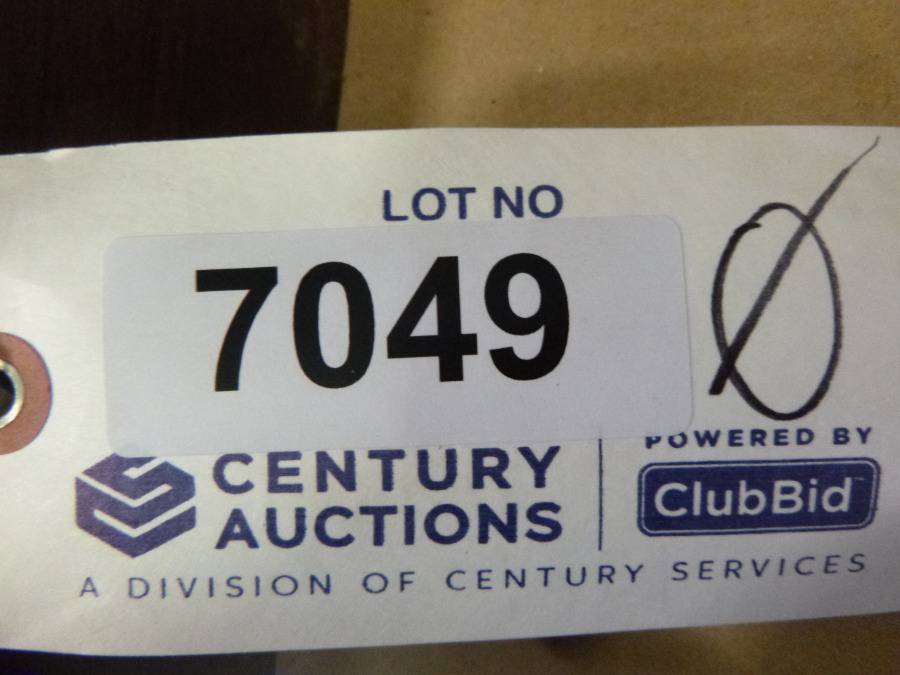 LOT NO
7049
Ø
CENTURY
AUCTIONS
POWERED BY
ClubBid
A DIVISION OF CENTURY SERVICES